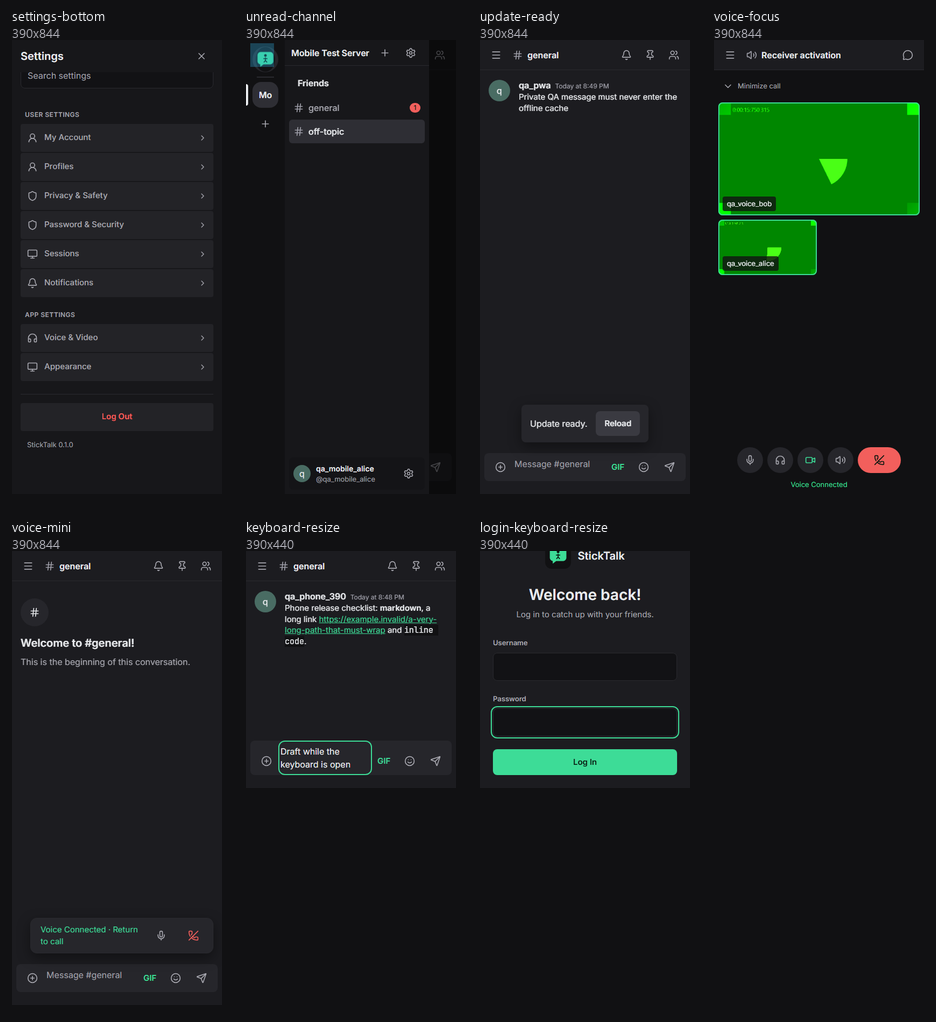 settings-bottom
390x844
Settings
Search settings
USER SETTINGS
My Account
Profiles
Privacy & Safety
Password & Security
Sessions
Notifications
APP SETTINGS
Voice & Video
Appearance
Log Out
StickTalk 0.1.0
unread-channel
390x844
Mobile Test Server
Mo
Friends
# general
1
# off-topic
q
qa_mobile_alice
@qa_mobile_alice
update-ready
390x844
# general
q
qa_pwa Today at 8:49 PM
Private QA message must never enter the
offline cache
Update ready.
Reload
Message #general
GIF
voice-focus
390x844
Receiver activation
Minimize call
qa_voice_bob
qa_voice_alice
Voice Connected
voice-mini
390x844
# general
#
Welcome to #general!
This is the beginning of this conversation.
Voice Connected · Return
to call
Message #general
GIF
keyboard-resize
390x440
# general
q
qa_phone_390 Today at 8:48 PM
Phone release checklist: markdown, a
long link https://example.invalid/a-very-
long-path-that-must-wrap and inline
code.
Draft while the
keyboard is open
GIF
login-keyboard-resize
390x440
StickTalk
Welcome back!
Log in to catch up with your friends.
Username
Password
Log In